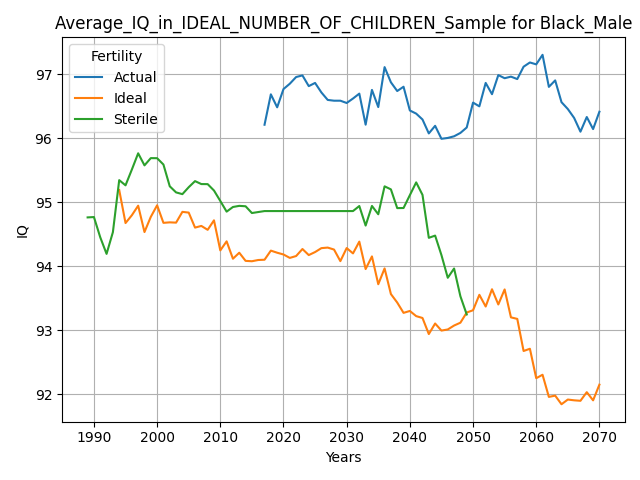 Average_IQ_in_IDEAL_NUMBER_OF_CHILDREN_Sample for Black_Male
Fertility
Actual
Ideal
Sterile
97
96
95
94
93
92
IQ
1990 2000 2010 2020 2030 2040 2050 2060 2070
Years